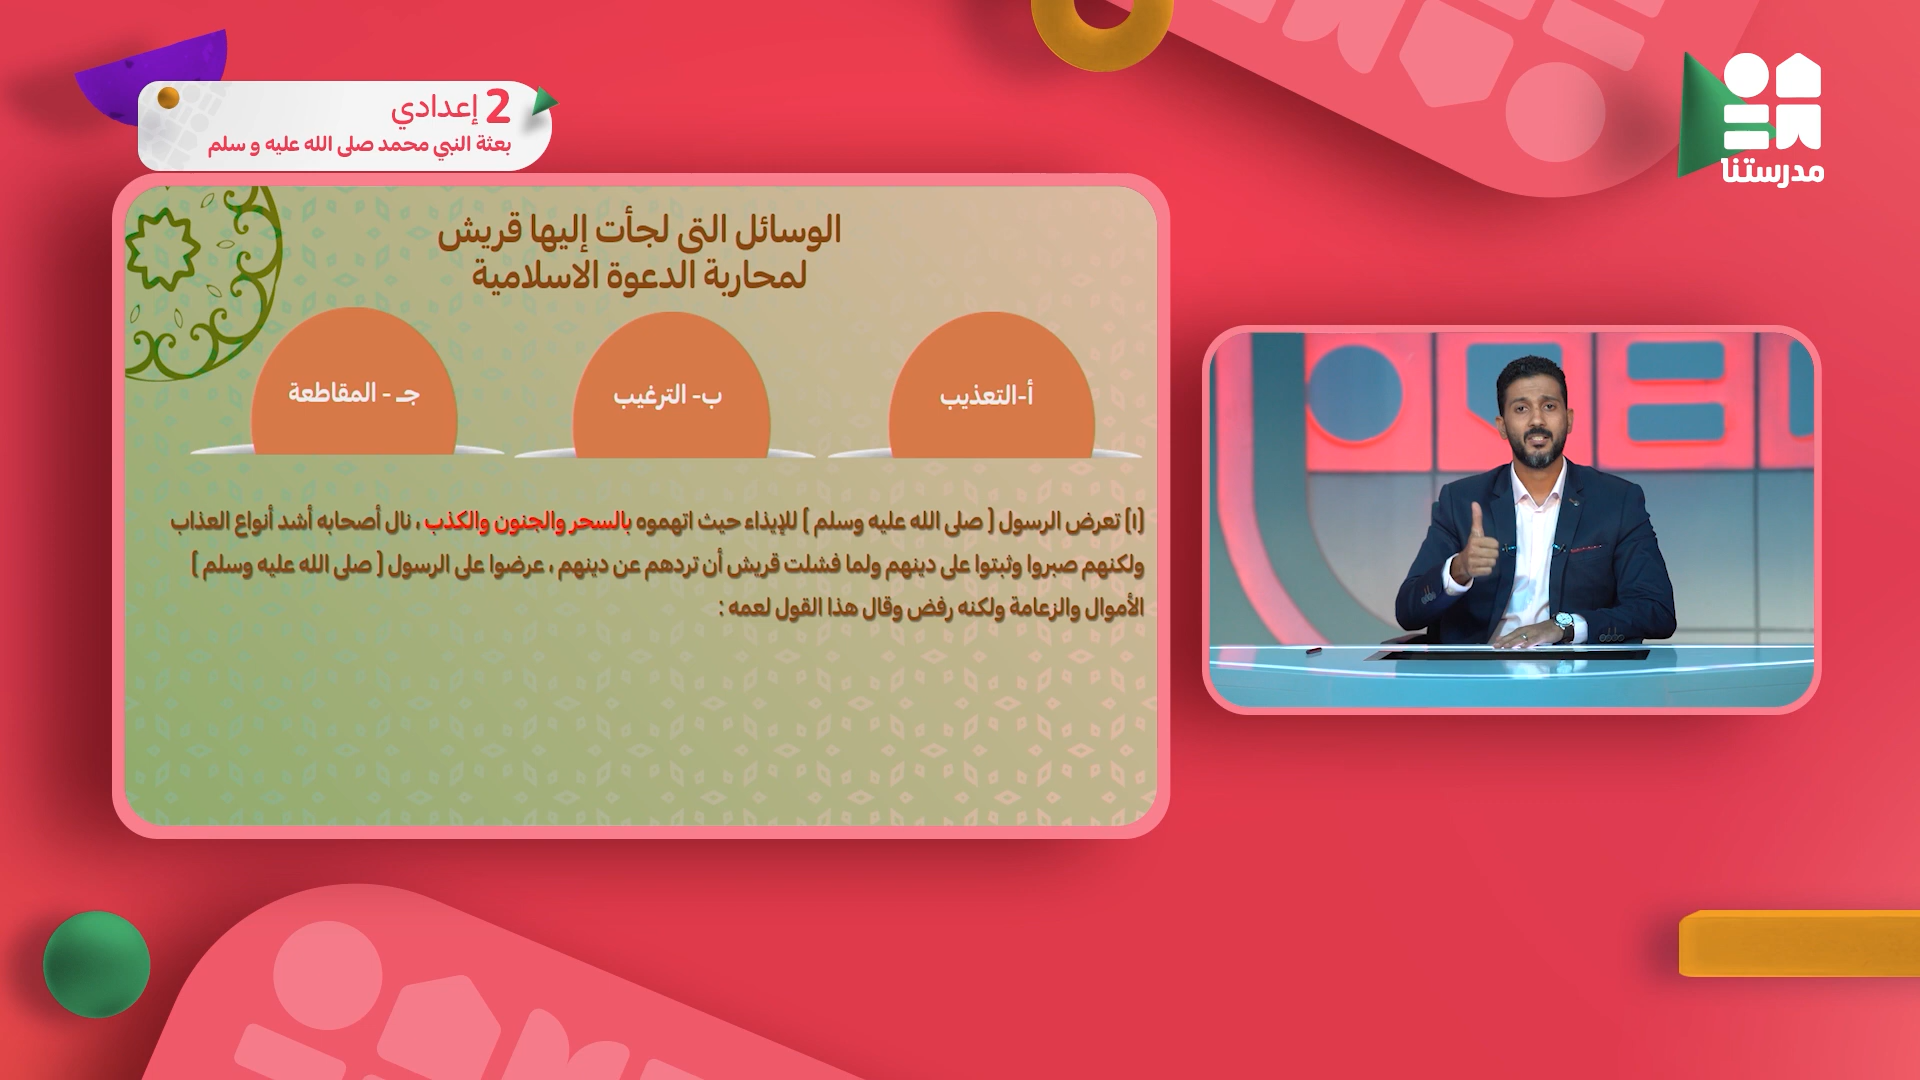 2 إعدادي
بعثة النبي محمد صلى الله عليه و سلم
مدرستنا
الوسائل التى لجأت إليها قريش
لمحاربة الدعوة الاسلامية
أ-التعذيب
ب- الترغيب
جـ - المقاطعة
(١) تعرض الرسول ( صلى الله عليه وسلم ) للإيذاء حيث اتهموه بالسحر والجنون والكذب ، نال أصحابه أشد أنواع العذاب
ولكنهم صبروا وثبتوا على دينهم ولما فشلت قريش أن تردهم عن دينهم ، عرضوا على الرسول ( صلى الله عليه وسلم )
الأموال والزعامة ولكنه رفض وقال هذا القول لعمه :